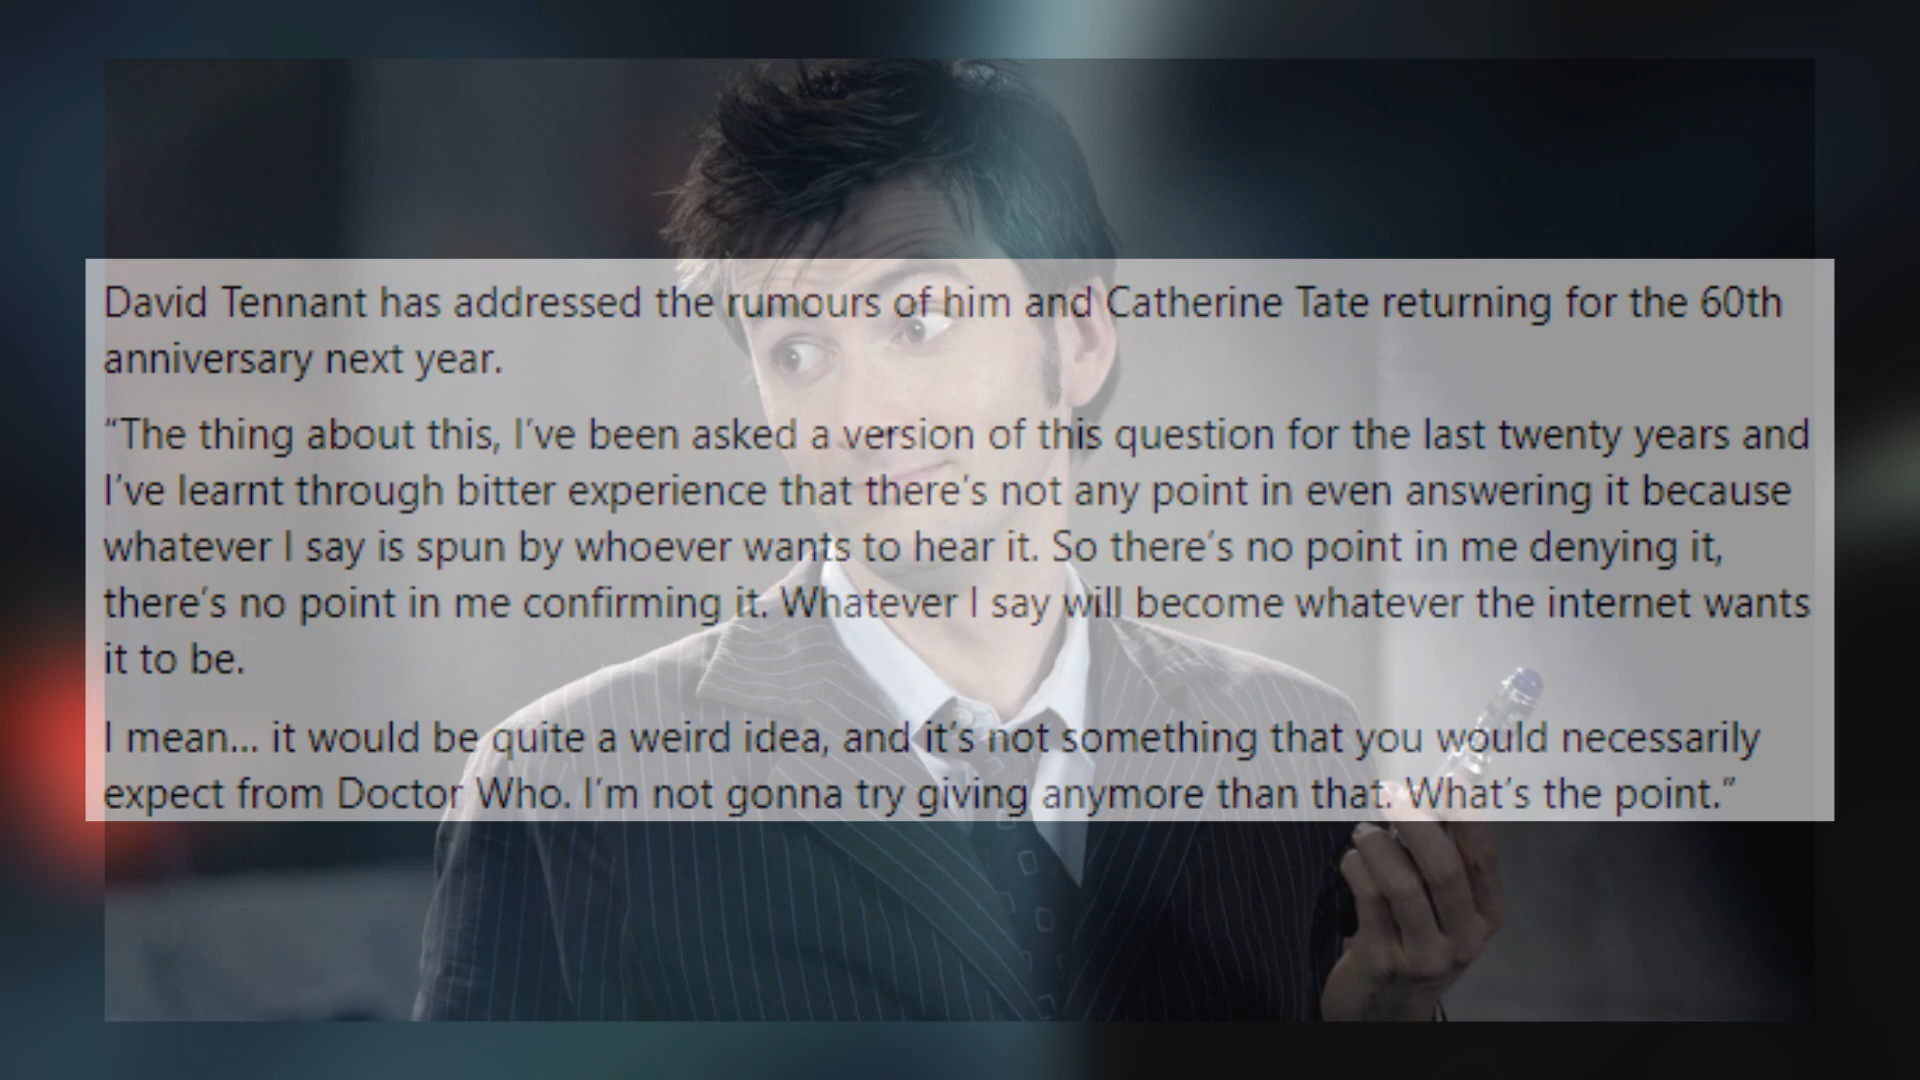 David Tennant has addressed the rumours of him and Catherine Tate returning for the 60th
anniversary next year.
“The thing about this, I’ve been asked a version of this question for the last twenty years and
I’ve learnt through bitter experience that there’s not any point in even answering it because
whatever I say is spun by whoever wants to hear it. So there’s no point in me denying it,
there’s no point in me confirming it. Whatever I say will become whatever the internet wants
it to be.
I mean... it would be quite a weird idea, and it’s not something that you would necessarily
expect from Doctor Who. I’m not gonna try giving anymore than that. What’s the point.”